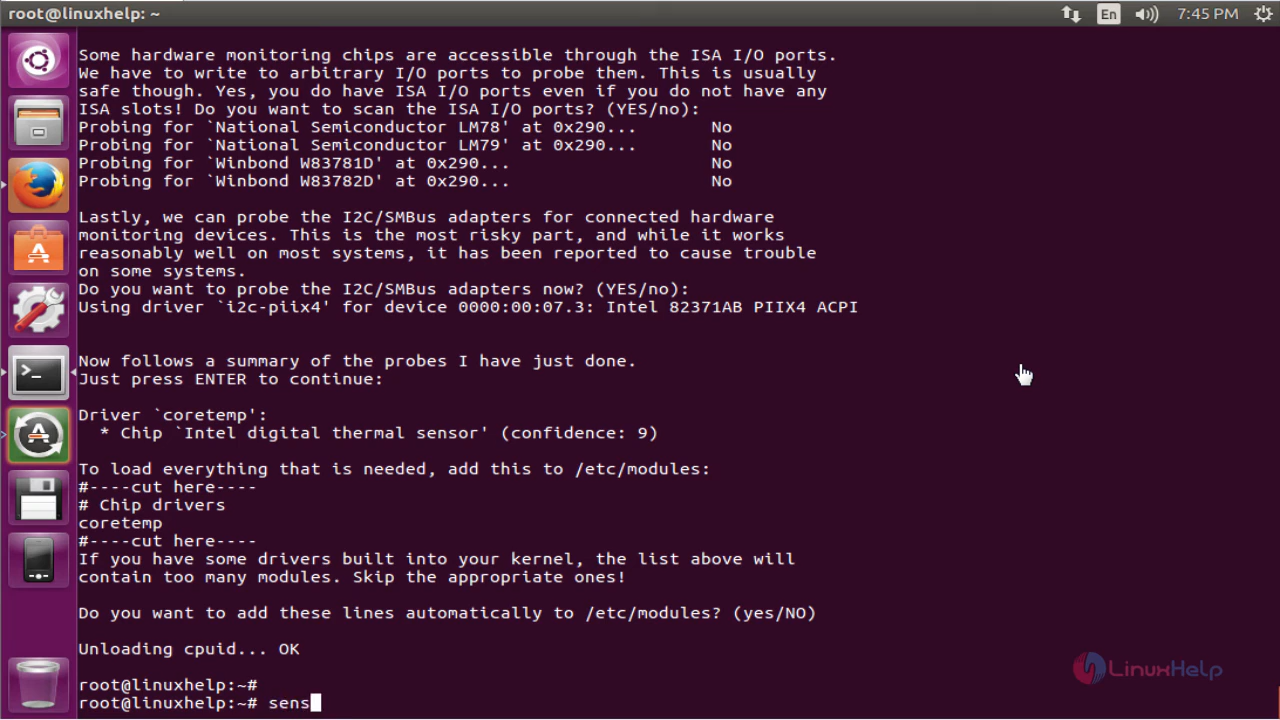 root@linuxhelp: ~
En
7:45 PM
Some hardware monitoring chips are accessible through the ISA I/O ports.
We have to write to arbitrary I/O ports to probe them. This is usually
safe though. Yes, you do have ISA I/O ports even if you do not have any
ISA slots! Do you want to scan the ISA I/O ports? (YES/no):
Probing for `National Semiconductor LM78' at 0x290...       No
Probing for `National Semiconductor LM79' at 0x290...       No
Probing for `Winbond W83781D' at 0x290...                   No
Probing for `Winbond W83782D' at 0x290...                   No
Lastly, we can probe the I2C/SMBus adapters for connected hardware
monitoring devices. This is the most risky part, and while it works
reasonably well on most systems, it has been reported to cause trouble
on some systems.
Do you want to probe the I2C/SMBus adapters now? (YES/no):
Using driver `i2c-piix4' for device 0000:00:07.3: Intel 82371AB PIIX4 ACPI
Now follows a summary of the probes I have just done.
Just press ENTER to continue:
Driver `coretemp':
  * Chip `Intel digital thermal sensor' (confidence: 9)
To load everything that is needed, add this to /etc/modules:
#----cut here----
# Chip drivers
coretemp
#----cut here----
If you have some drivers built into your kernel, the list above will
contain too many modules. Skip the appropriate ones!
Do you want to add these lines automatically to /etc/modules? (yes/NO)
Unloading cpuid... OK
root@linuxhelp:~#
root@linuxhelp:~# sens
LinuxHelp